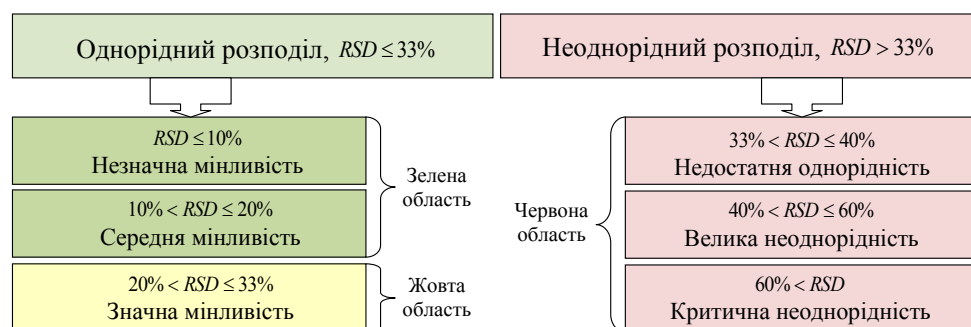 Однорідний розподіл, RSD ≤ 33%
Неоднорідний розподіл, RSD > 33%
RSD ≤ 10%
Незначна мінливість
10% < RSD ≤ 20%
Середня мінливість
Зелена
область
20% < RSD ≤ 33%
Значна мінливість
Жовта
область
Червона
область
33% < RSD ≤ 40%
Недостатня однорідність
40% < RSD ≤ 60%
Велика неоднорідність
60% < RSD
Критична неоднорідність